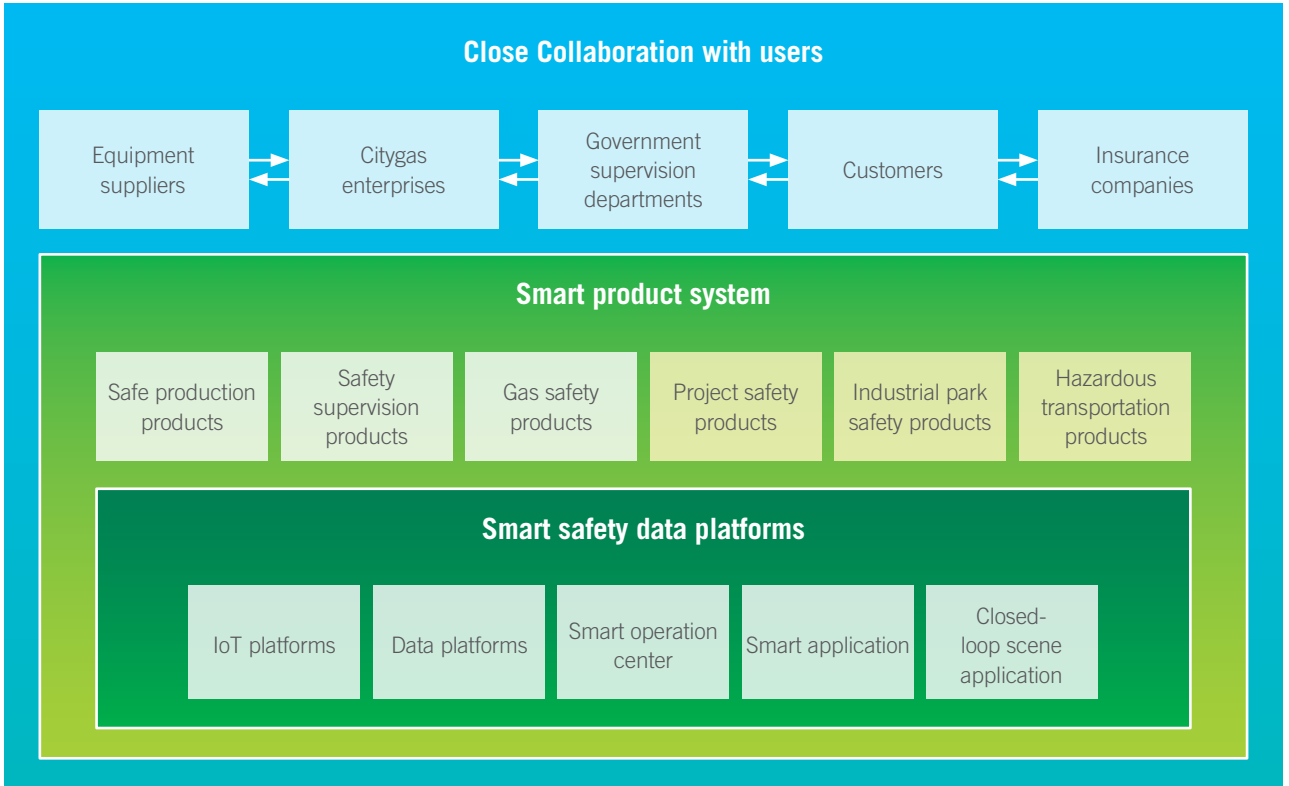 Close Collaboration with users
Equipment
suppliers
Citygas
enterprises
Government
supervision
departments
Customers
Insurance
companies
Smart product system
Safe production
products
Safety
supervision
products
Gas safety
products
Project safety
products
Industrial park
safety products
Hazardous
transportation
products
Smart safety data platforms
IoT platforms
Data platforms
Smart operation
center
Smart application
Closed-
loop scene
application